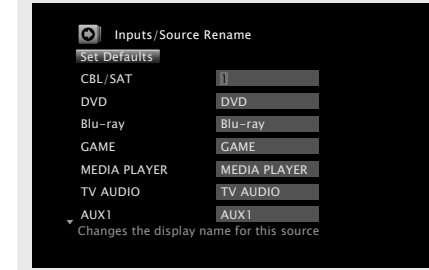 Inputs/Source Rename
Set Defaults
CBL/SAT 1
DVD DVD
Blu-ray Blu-ray
GAME GAME
MEDIA PLAYER MEDIA PLAYER
TV AUDIO TV AUDIO
AUX1 AUX1
Changes the display name for this source